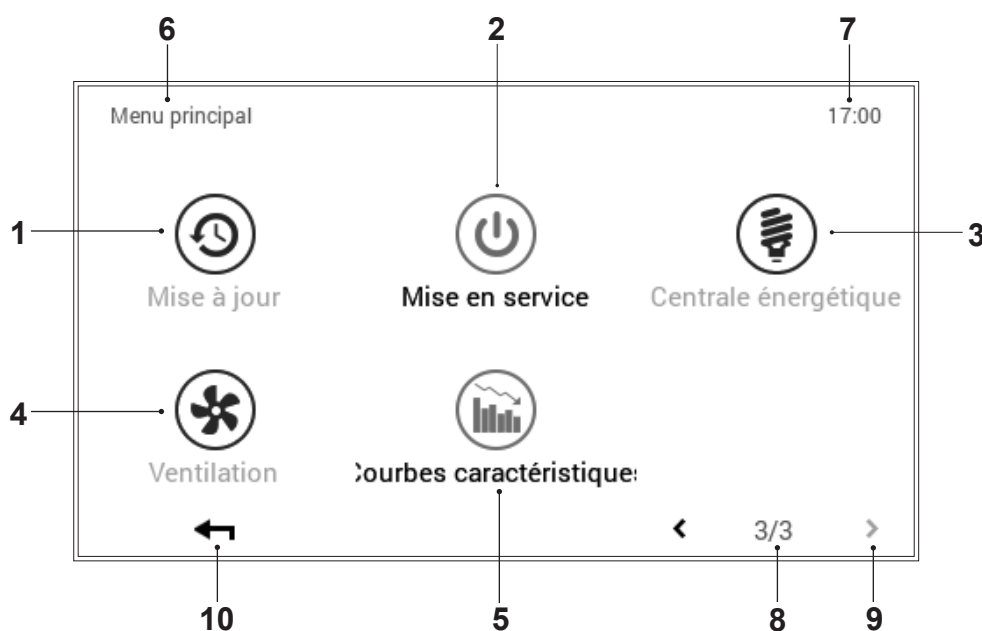 6 2 7
Menu principal 17:00
1 3
Mise à jour Mise en service Centrale énergétique
4
Ventilation Courbes caractéristiques
3/3
10 5 8 9